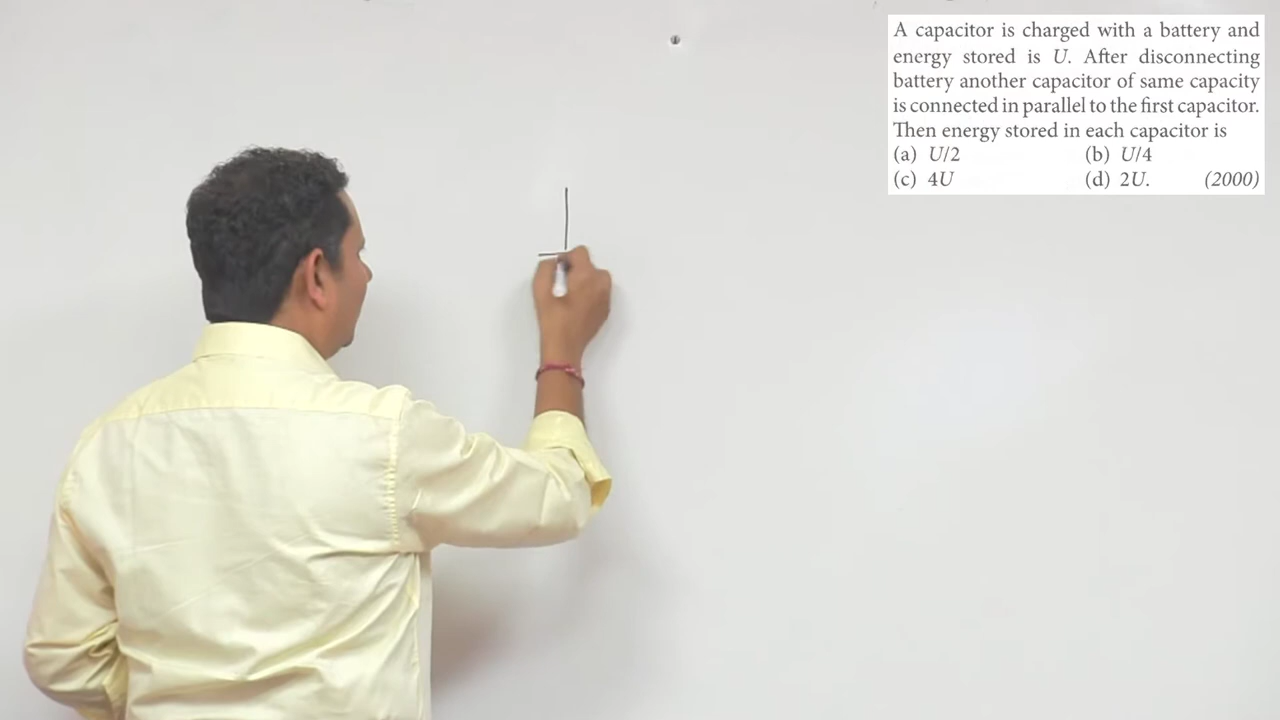 A capacitor is charged with a battery and
energy stored is U. After disconnecting
battery another capacitor of same capacity
is connected in parallel to the first capacitor.
Then energy stored in each capacitor is
(a) U/2 (b) U/4
(c) 4U (d) 2U. (2000)